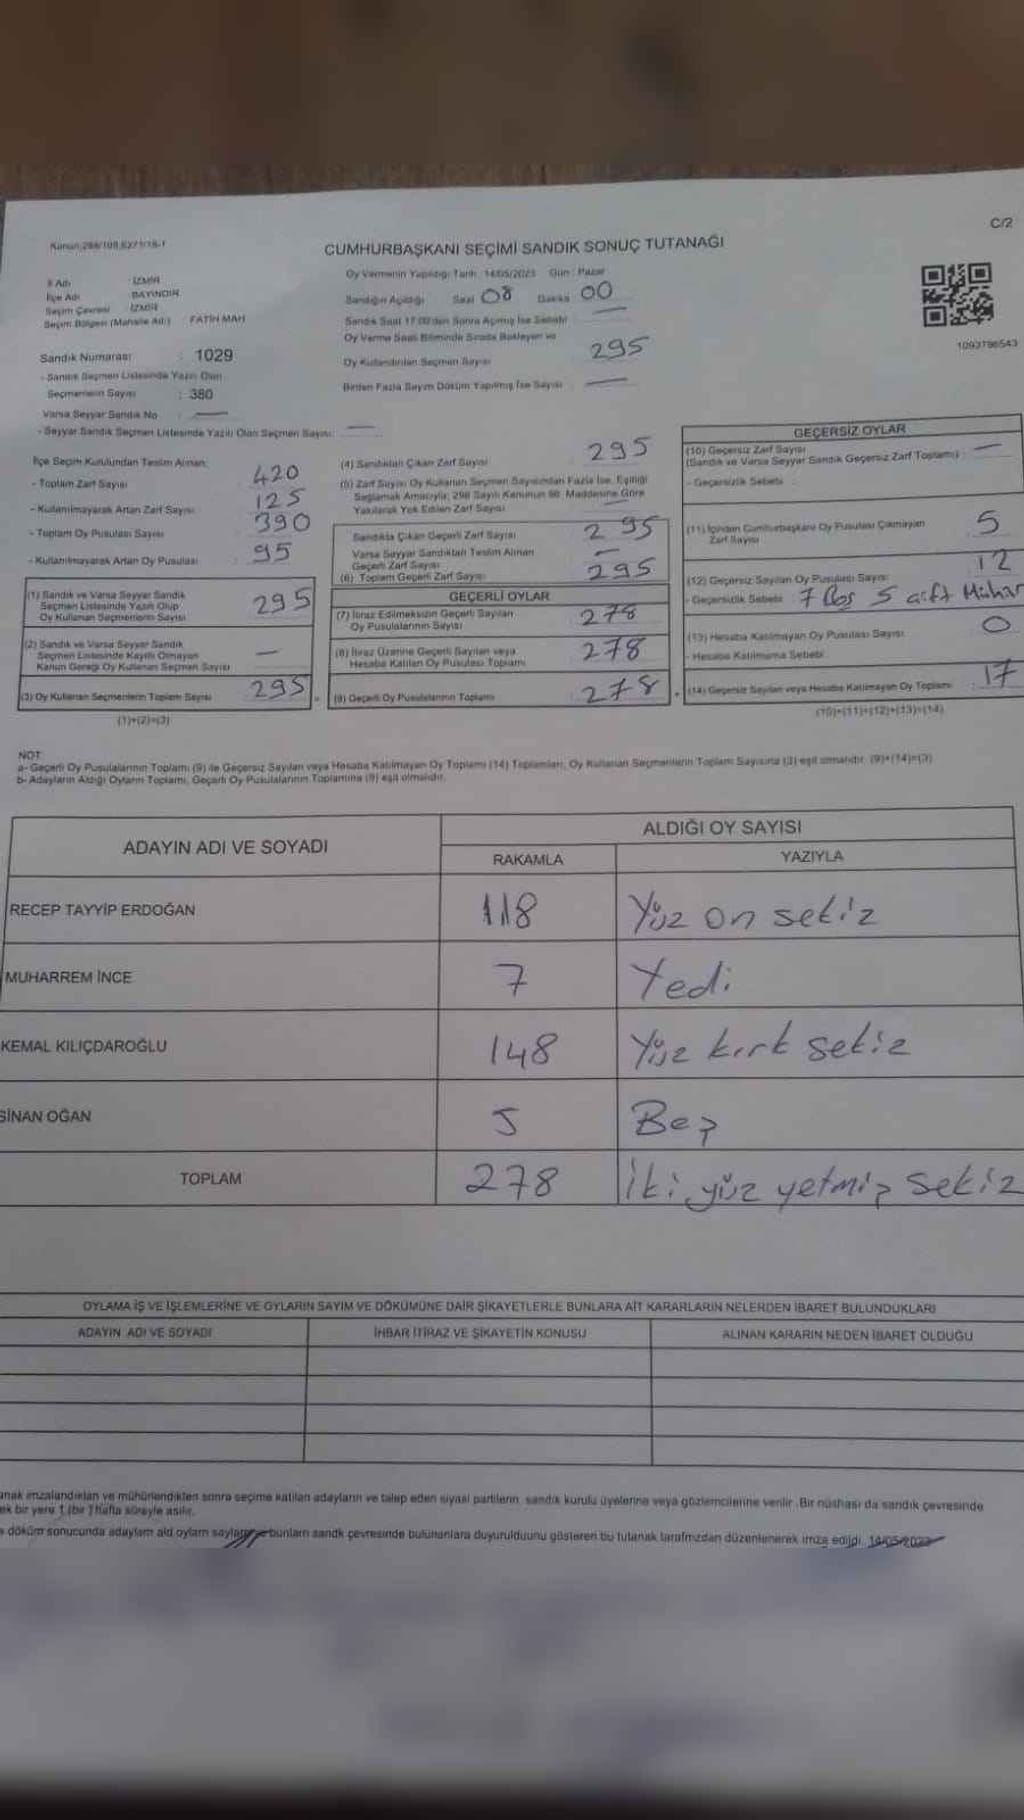 C/2
CUMHURBAŞKANI SEÇİMİ SANDIK SONUÇ TUTANAĞI
Oy Vermenin Yapıldığı Tarih : 14/05/2023 Gün : Pazar
İl Adı : İZMİR
İlçe Adı : BAYINDIR
Seçim Çevresi : İZMİR
Seçim Bölgesi (Mahalle Adı) : FATİH MAH
Sandığın Açıldığı Saat 08 Dakika 00
Sandık Saat 17:00'den Sonra Açılmış İse Sebebi
Oy Verme Saati Bitiminde Sırada Bekleyen ve
Oy Kullandırılan Seçmen Sayısı 295
Birden Fazla Sayım Döküm Yapılmış İse Sayısı —
1093796543
Sandık Numarası : 1029
- Sandık Seçmen Listesinde Yazılı Olan
Seçmenlerin Sayısı : 380
Varsa Seyyar Sandık No —
- Seyyar Sandık Seçmen Listesinde Yazılı Olan Seçmen Sayısı: —
İlçe Seçim Kurulundan Teslim Alınan:
- Toplam Zarf Sayısı 420
- Kullanılmayarak Artan Zarf Sayısı 125
- Toplam Oy Pusulası Sayısı 390
- Kullanılmayarak Artan Oy Pusulası : 95
(1) Sandık ve Varsa Seyyar Sandık
Seçmen Listesinde Yazılı Olup
Oy Kullanan Seçmenlerin Sayısı 295
(2) Sandık ve Varsa Seyyar Sandık
Seçmen Listesinde Kayıtlı Olmayan
Kanun Gereği Oy Kullanan Seçmen Sayısı —
(3) Oy Kullanan Seçmenlerin Toplam Sayısı 295
(1)+(2)=(3)
(4) Sandıktan Çıkan Zarf Sayısı 295
(5) Zarf Sayısı Oy Kullanan Seçmen Sayısından Fazla İse, Eşitliği
Sağlamak Amacıyla; 298 Sayılı Kanunun 98. Maddesine Göre
Yakılarak Yok Edilen Zarf Sayısı —
Sandıkta Çıkan Geçerli Zarf Sayısı 295
Varsa Seyyar Sandıktan Teslim Alınan
Geçerli Zarf Sayısı —
(6) Toplam Geçerli Zarf Sayısı 295
GEÇERLİ OYLAR
(7) İtiraz Edilmeksizin Geçerli Sayılan
Oy Pusulalarının Sayısı 278
(8) İtiraz Üzerine Geçerli Sayılan veya
Hesaba Katılan Oy Pusulası Toplamı 278
(9) Geçerli Oy Pusulalarının Toplamı 278
GEÇERSİZ OYLAR
(10) Geçersiz Zarf Sayısı
(Sandık ve Varsa Seyyar Sandık Geçersiz Zarf Toplamı) : —
- Geçersizlik Sebebi :
(11) İçinden Cumhurbaşkanı Oy Pusulası Çıkmayan
Zarf Sayısı 5
(12) Geçersiz Sayılan Oy Pusulası Sayısı 12
- Geçersizlik Sebebi 7 Boş 5 çift Mühür
(13) Hesaba Katılmayan Oy Pusulası Sayısı 0
- Hesaba Katılmama Sebebi
(14) Geçersiz Sayılan veya Hesaba Katılmayan Oy Toplamı 17
(10)+(11)+(12)+(13)=(14)
NOT
a- Geçerli Oy Pusulalarının Toplamı (9) ile Geçersiz Sayılan veya Hesaba Katılmayan Oy Toplamı (14) Toplamları, Oy Kullanan Seçmenlerin Toplam Sayısına (3) eşit olmalıdır. (9)+(14)=(3)
b- Adayların Aldığı Oyların Toplamı, Geçerli Oy Pusulalarının Toplamına (9) eşit olmalıdır.
ADAYIN ADI VE SOYADI
ALDIĞI OY SAYISI
RAKAMLA YAZIYLA
RECEP TAYYİP ERDOĞAN 118 Yüz on sekiz
MUHARREM İNCE 7 Yedi
KEMAL KILIÇDAROĞLU 148 Yüz kırk sekiz
SİNAN OĞAN 5 Beş
TOPLAM 278 İki yüz yetmiş sekiz
OYLAMA İŞ VE İŞLEMLERİNE VE OYLARIN SAYIM VE DÖKÜMÜNE DAİR ŞİKAYETLERLE BUNLARA AİT KARARLARIN NELERDEN İBARET BULUNDUKLARI
ADAYIN ADI VE SOYADI İHBAR İTİRAZ VE ŞİKAYETİN KONUSU ALINAN KARARIN NEDEN İBARET OLDUĞU
anak imzalandıktan ve mühürlendikten sonra seçime katılan adayların ve talep eden siyasi partilerin sandık kurulu üyelerine veya gözlemcilerine verilir. Bir nüshası da sandık çevresinde
ek bir yere 1 (bir) hafta süreyle asılır.
döküm sonucunda adayların ald oyların bunların sandk çevresinde bulunanlara duyurulduunu gösteren bu tutanak tarafmzdan düzenlenerek imza edildi. 14/05/2023